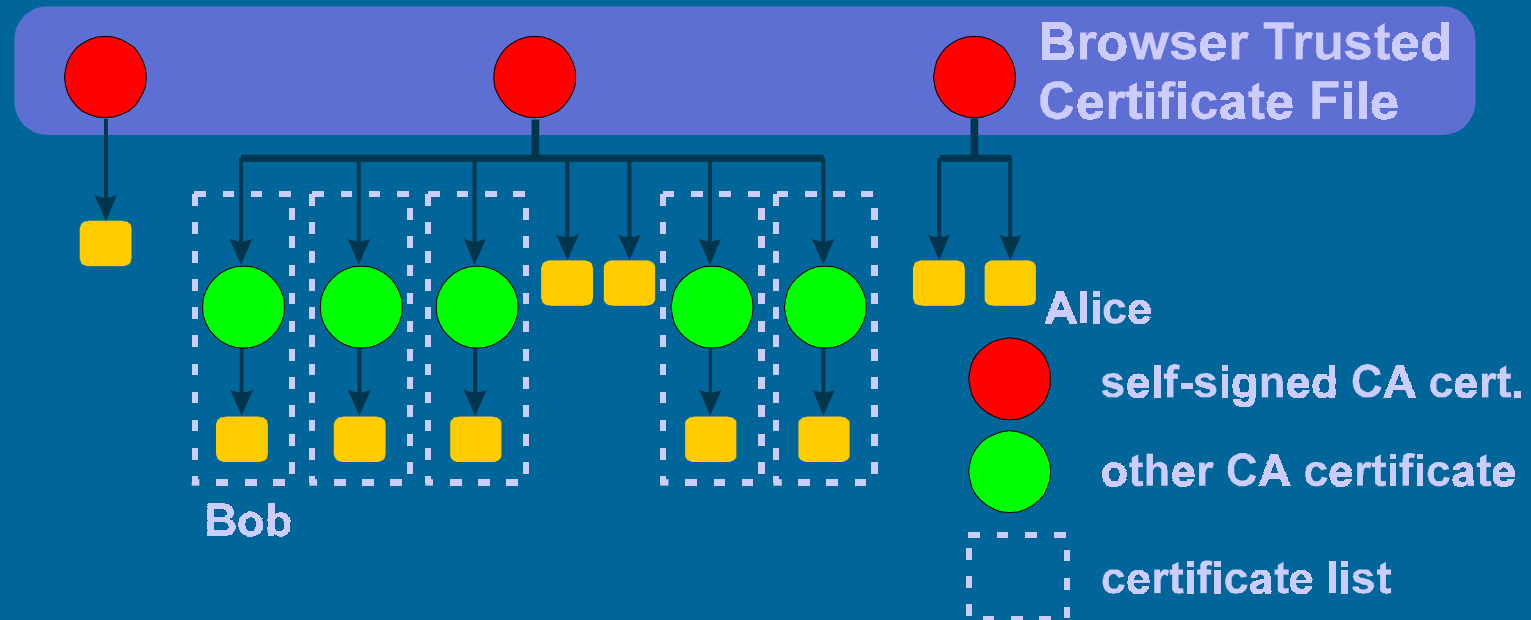 Browser Trusted
Certificate File
Alice
self-signed CA cert.
other CA certificate
Bob
certificate list